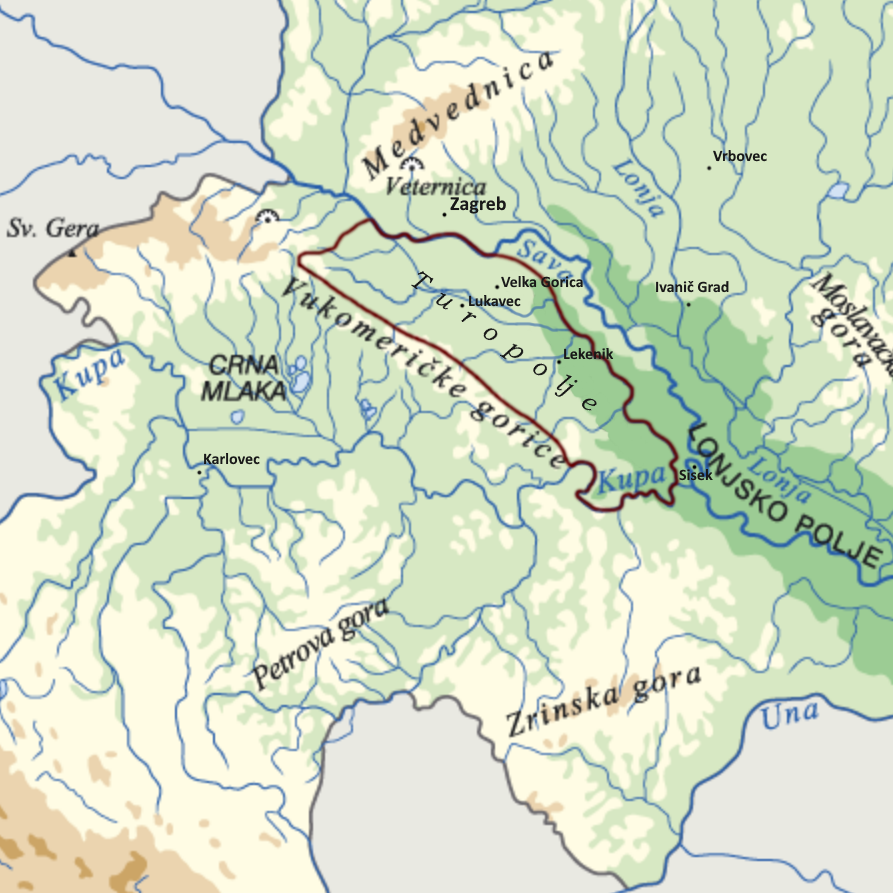 Medvednica
Vrbovec
Veternica
Lonja
Zagreb
Sv. Gera
Sava
Velka Gorica
Ivanič Grad
Lukavec
Turopolje
Vukomeričke gorice
Moslavačka
gora
Lekenik
Kupa
CRNA
MLAKA
Karlovec
Kupa
Sisek
Lonja
LONJSKO POLJE
Petrova gora
Zrinska gora
Una